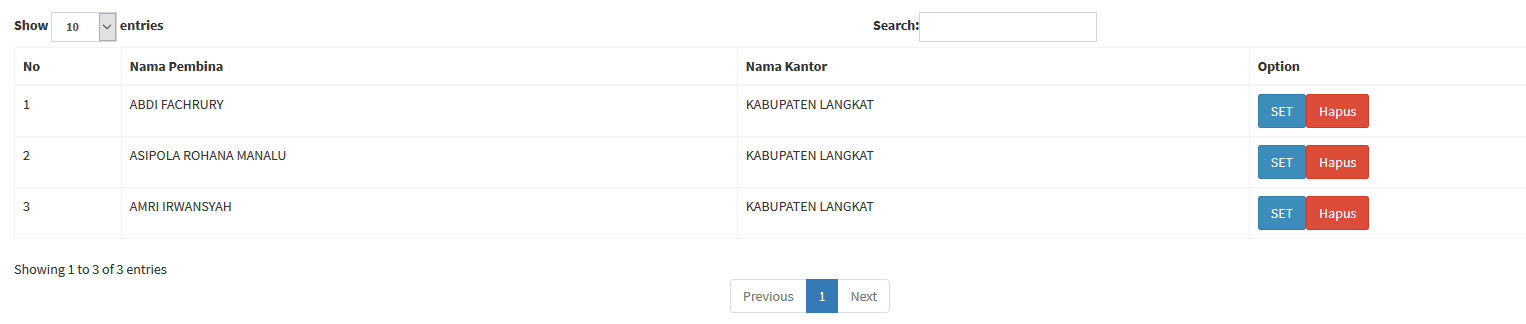 Show 10 entries Search:
No Nama Pembina Nama Kantor Option
1 ABDI FACHRURY KABUPATEN LANGKAT SET Hapus
2 ASIPOLA ROHANA MANALU KABUPATEN LANGKAT SET Hapus
3 AMRI IRWANSYAH KABUPATEN LANGKAT SET Hapus
Showing 1 to 3 of 3 entries
Previous 1 Next